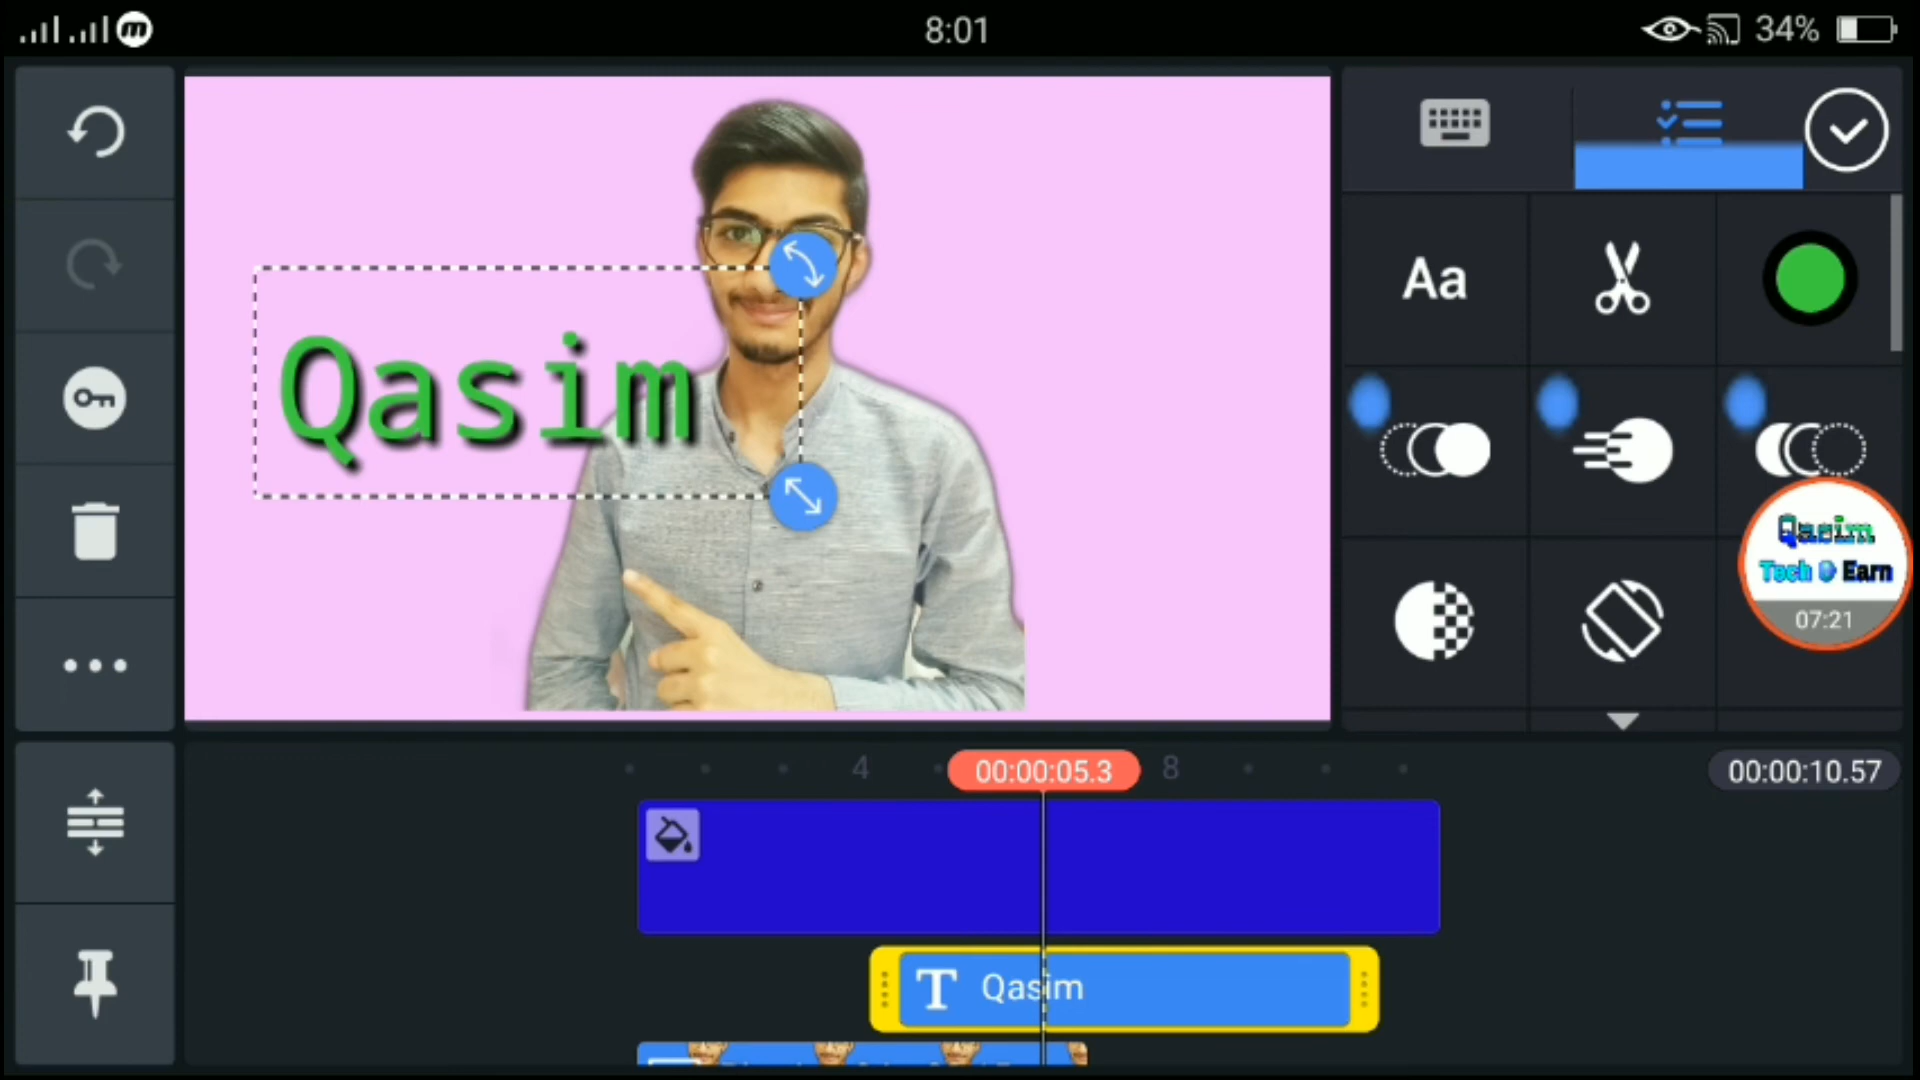 8:01
34%
Qasim
Aa
Qasim
Tech Earn
07:21
4
00:00:05.3
8
00:00:10.57
T Qasim